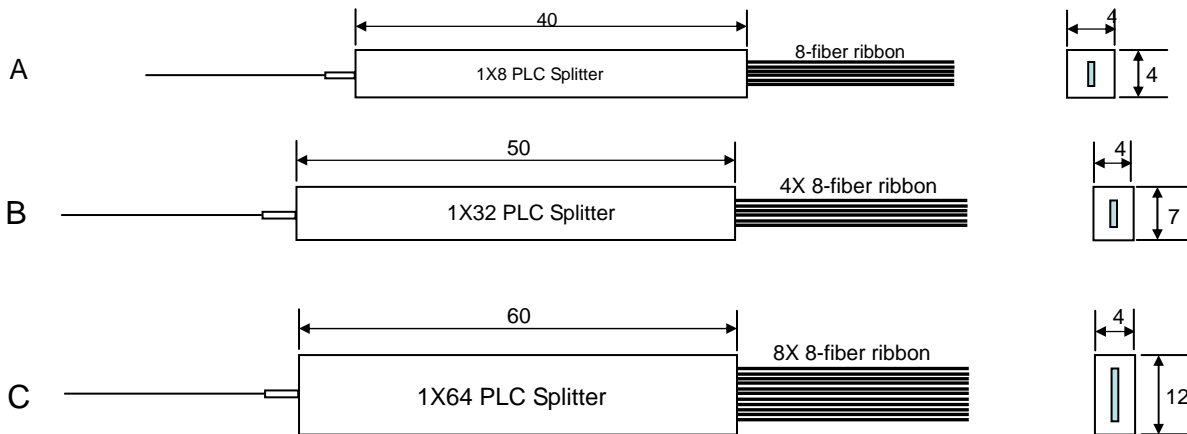 40
4
A
1X8 PLC Splitter
8-fiber ribbon
4
50
4
B
1X32 PLC Splitter
4X 8-fiber ribbon
7
60
4
C
1X64 PLC Splitter
8X 8-fiber ribbon
12